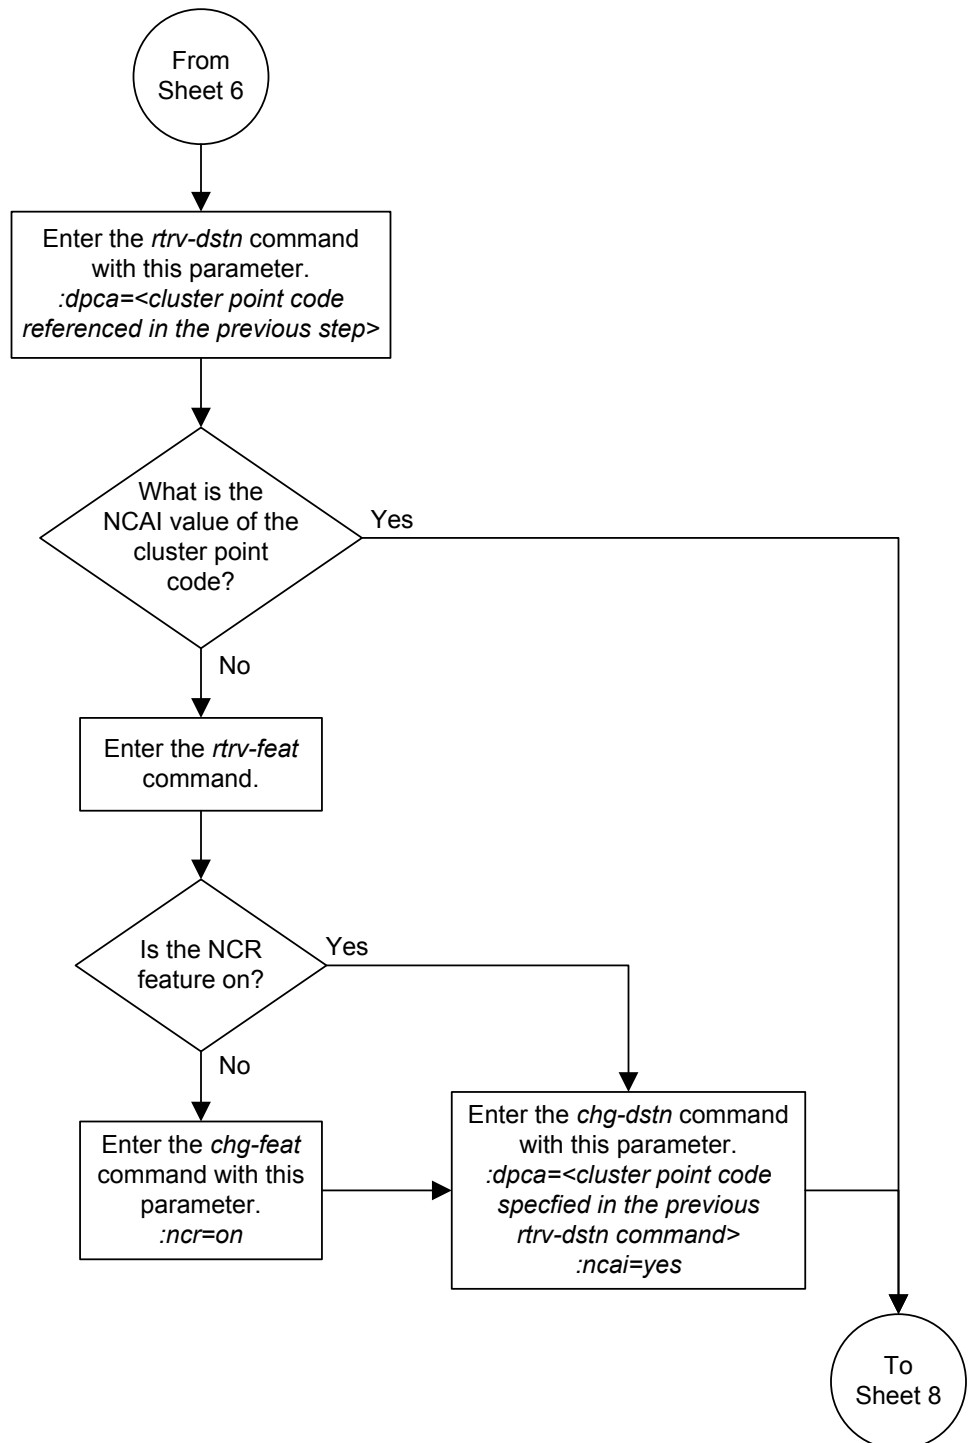 From
Sheet 6
Enter the rtrv-dstn command
with this parameter.
:dpca=<cluster point code
referenced in the previous step>
What is the
NCAI value of the
cluster point
code?
Yes
No
Enter the rtrv-feat
command.
Is the NCR
feature on?
Yes
No
Enter the chg-feat
command with this
parameter.
:ncr=on
Enter the chg-dstn command
with this parameter.
:dpca=<cluster point code
specfied in the previous
rtrv-dstn command>
:ncai=yes
To
Sheet 8